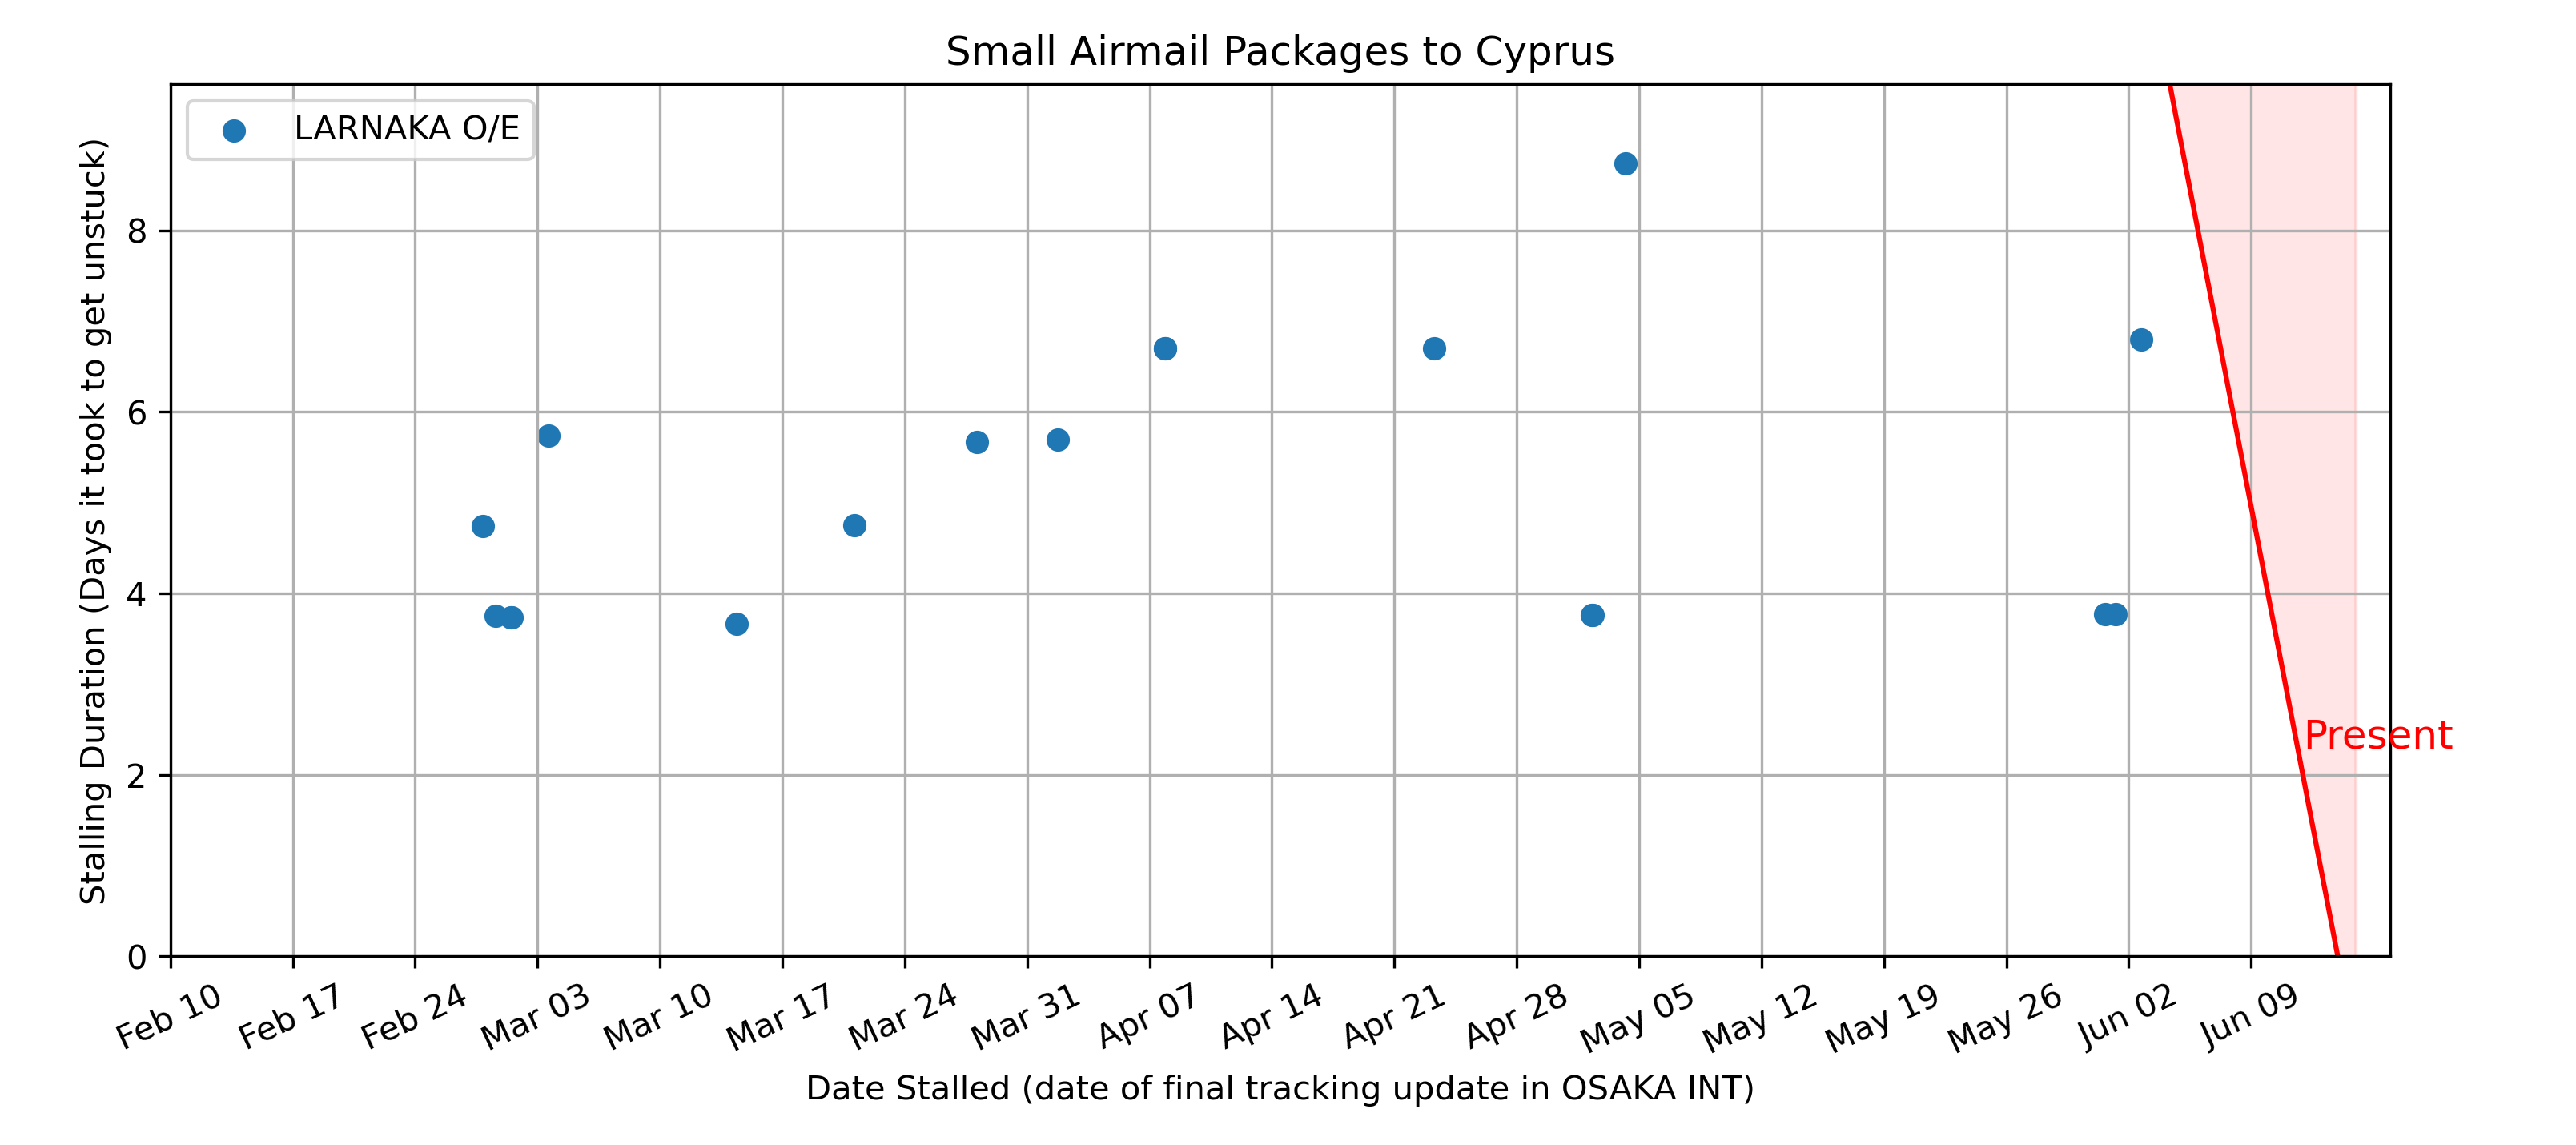 Small Airmail Packages to Cyprus
LARNAKA O/E
Stalling Duration (Days it took to get unstuck)
8
6
4
2
0
Present
Feb 10
Feb 17
Feb 24
Mar 03
Mar 10
Mar 17
Mar 24
Mar 31
Apr 07
Apr 14
Apr 21
Apr 28
May 05
May 12
May 19
May 26
Jun 02
Jun 09
Date Stalled (date of final tracking update in OSAKA INT)